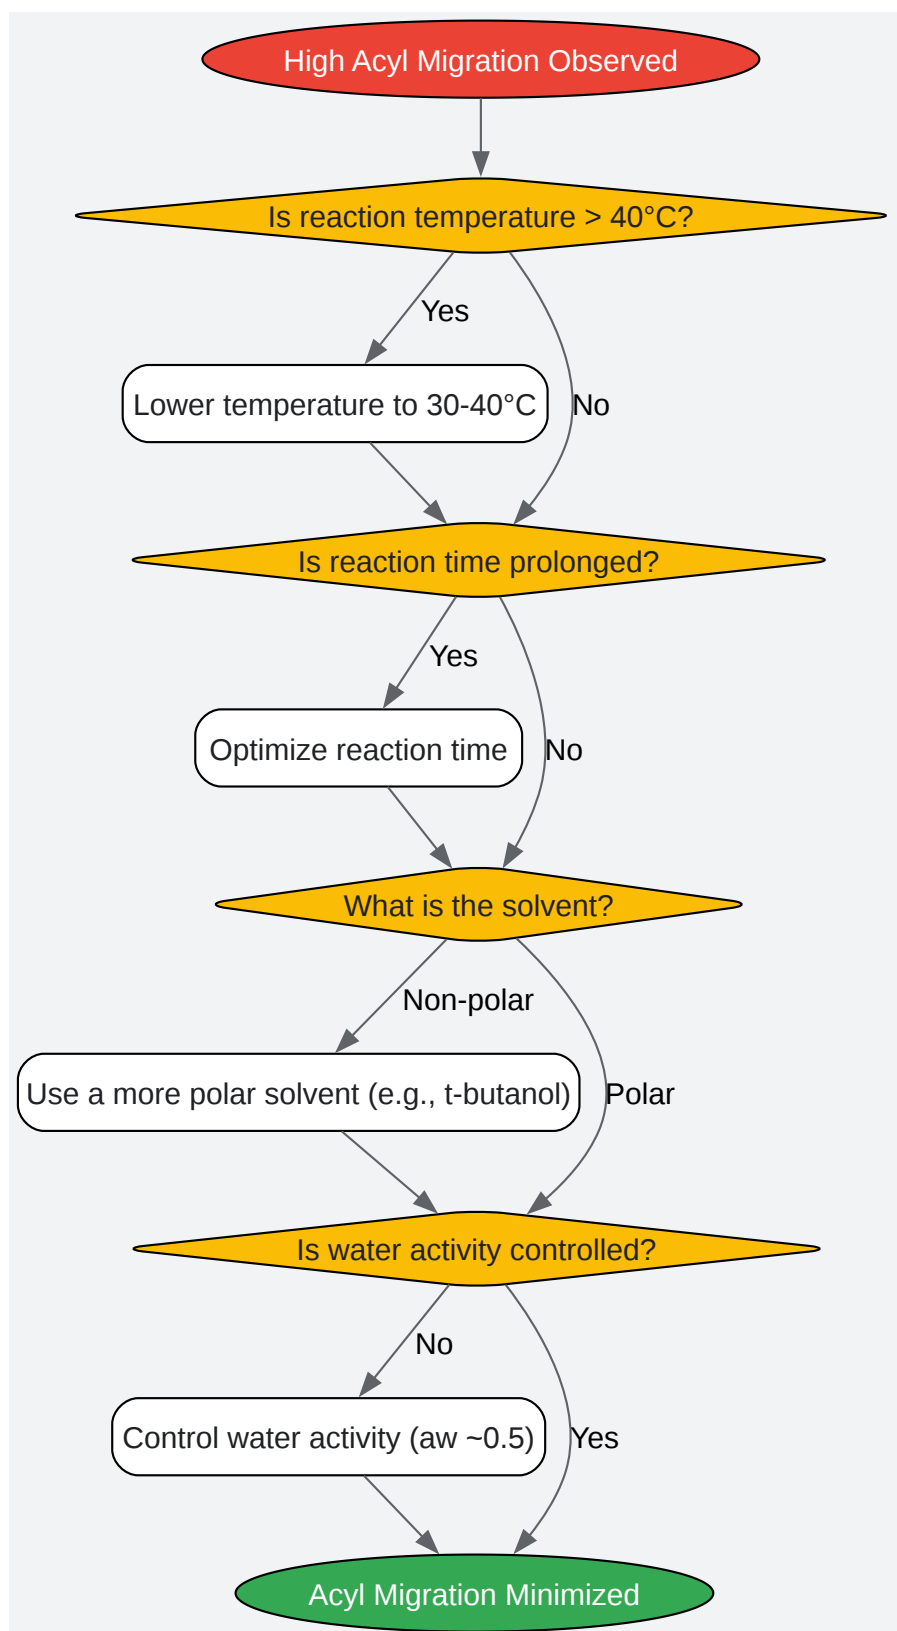 High Acyl Migration Observed
Is reaction temperature > 40°C?
Yes
Lower temperature to 30-40°C
No
Is reaction time prolonged?
Yes
Optimize reaction time
No
What is the solvent?
Non-polar
Use a more polar solvent (e.g., t-butanol)
Polar
Is water activity controlled?
No
Control water activity (aw ~0.5)
Yes
Acyl Migration Minimized